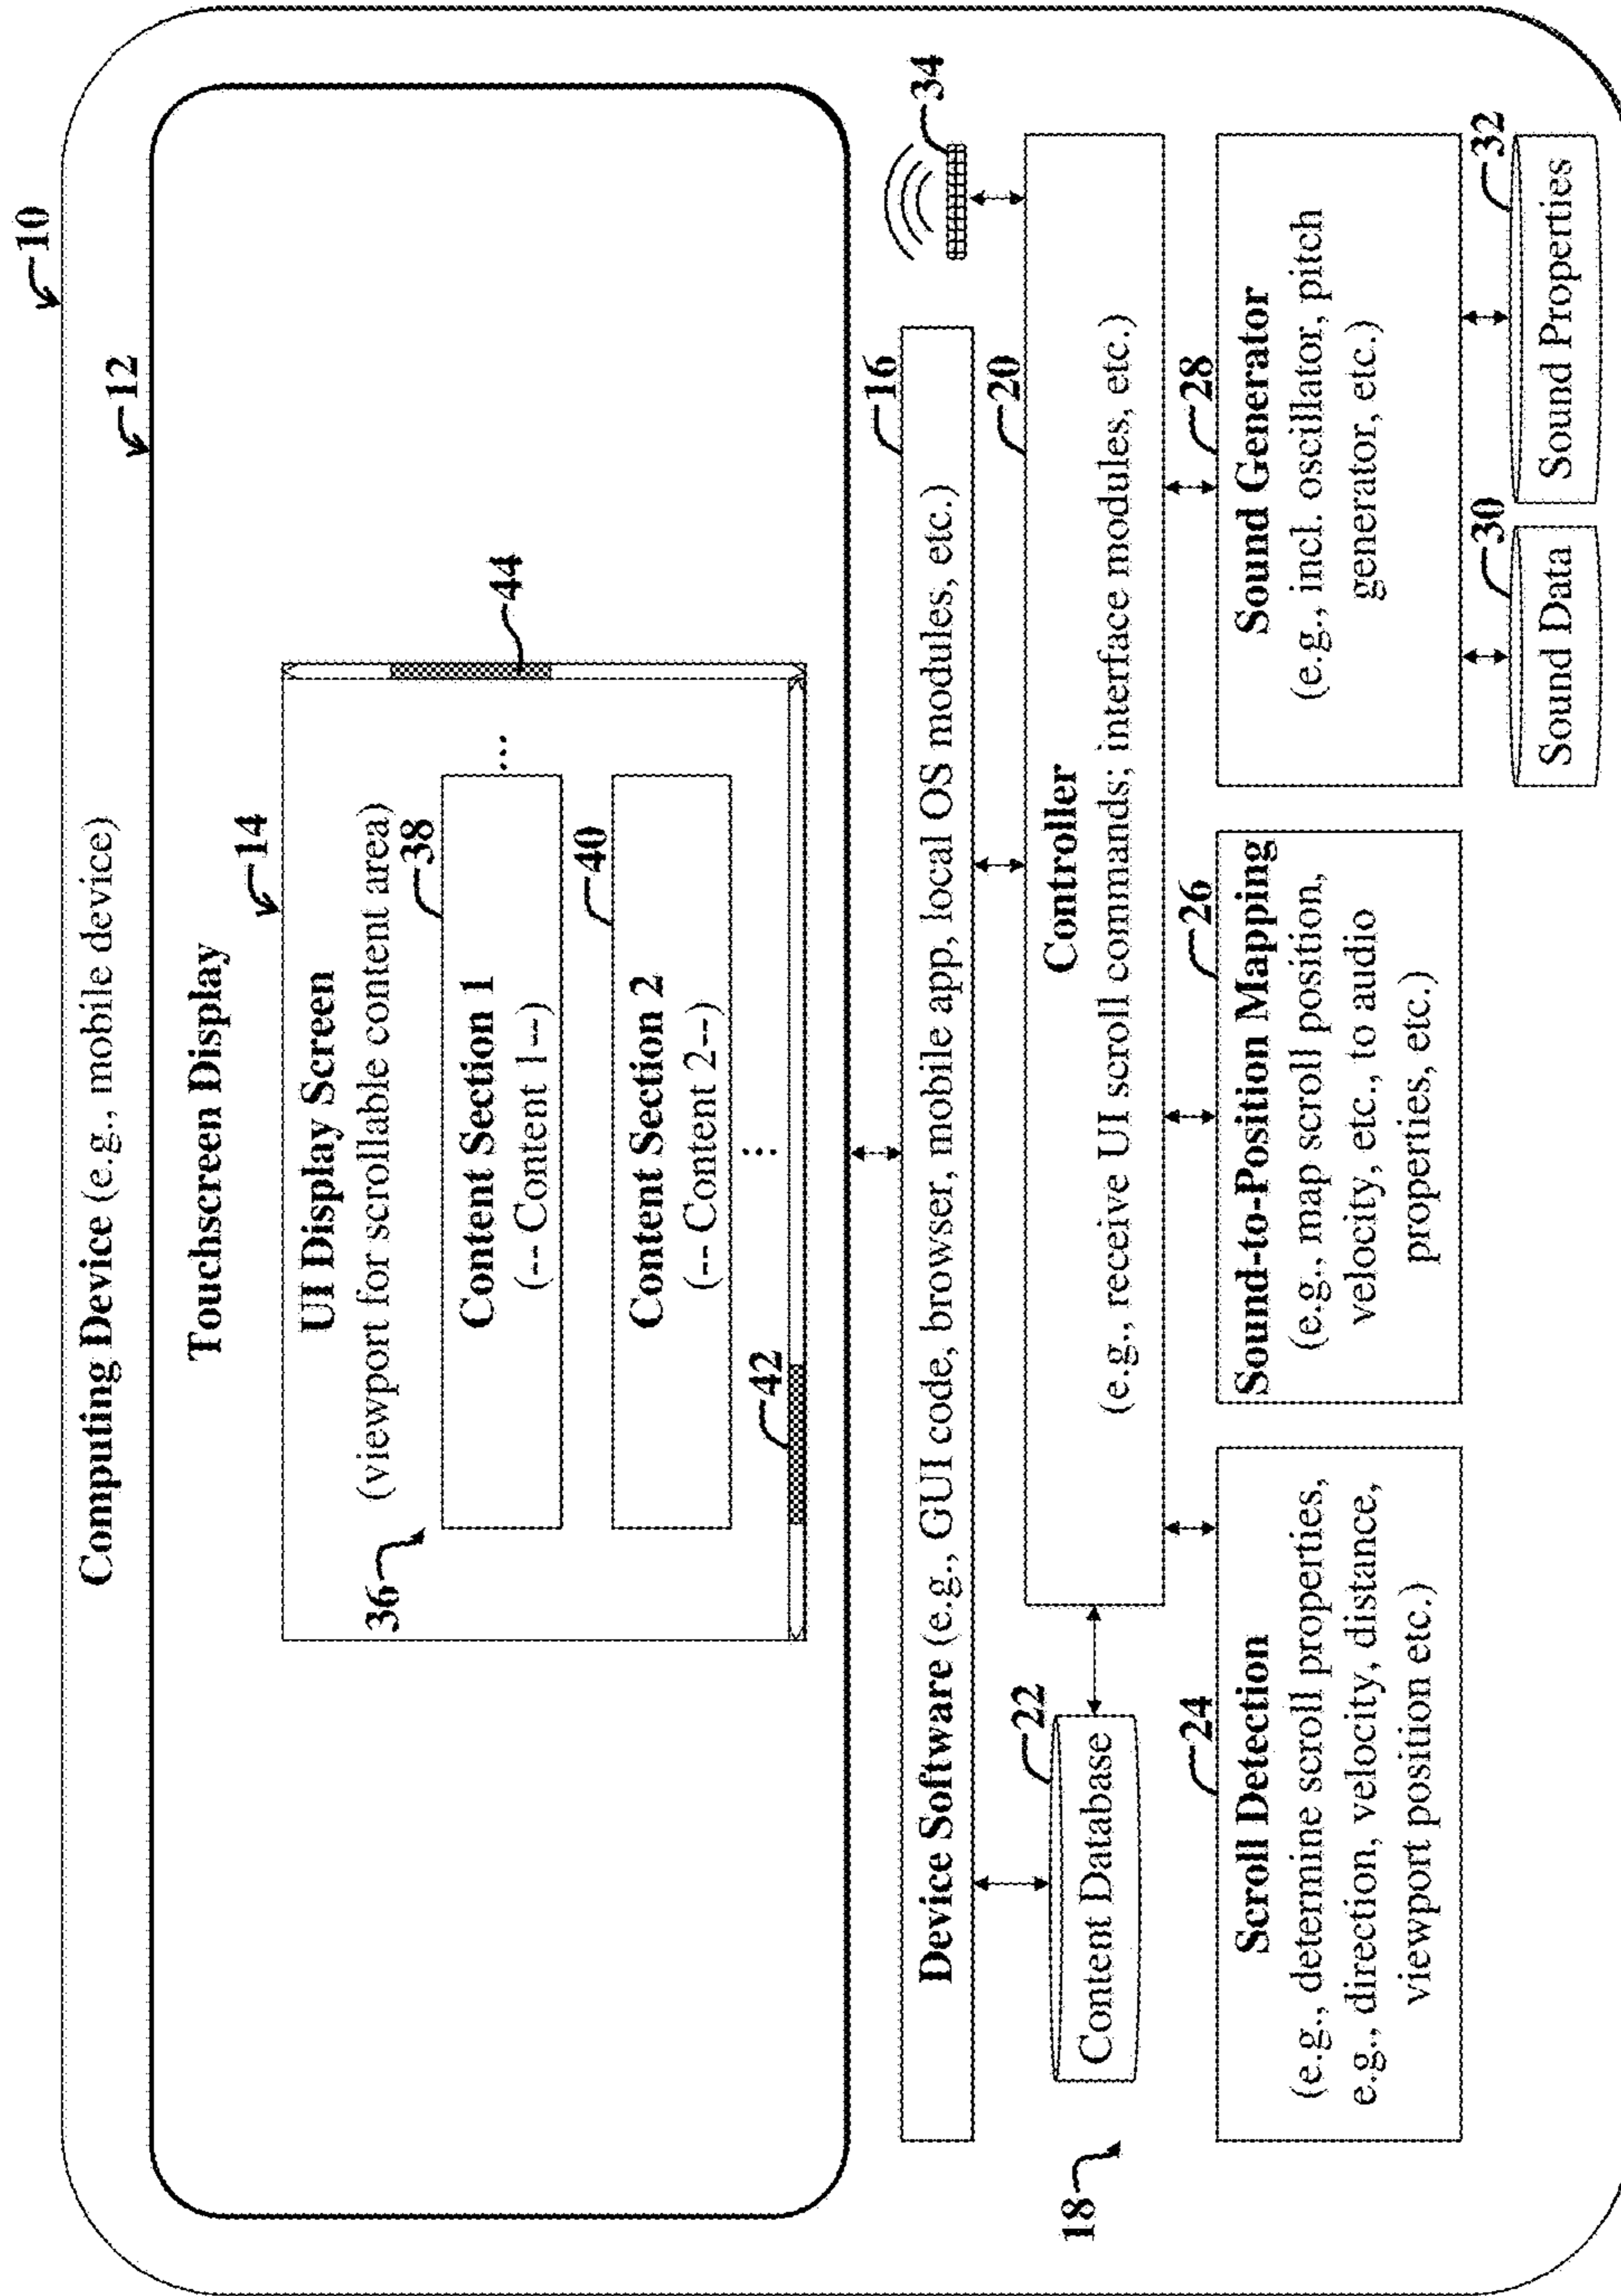 10
Computing Device (e.g., mobile device)
12
Touchscreen Display
14
UI Display Screen
(viewport for scrollable content area)
36
38
Content Section 1
(-- Content 1--)
...
44
40
Content Section 2
(-- Content 2--)
42
⋮
16
34
Device Software (e.g., GUI code, browser, mobile app, local OS modules, etc.)
18
22
Content Database
20
Controller
(e.g., receive UI scroll commands; interface modules, etc.)
24
Scroll Detection
(e.g., determine scroll properties,
e.g., direction, velocity, distance,
viewport position etc.)
26
Sound-to-Position Mapping
(e.g., map scroll position,
velocity, etc., to audio
properties, etc.)
28
Sound Generator
(e.g., incl. oscillator, pitch
generator, etc.)
30
Sound Data
32
Sound Properties